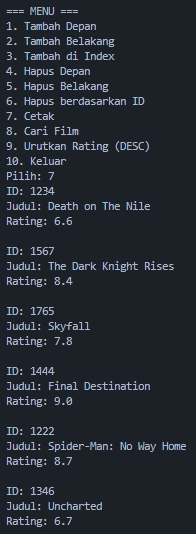 === MENU ===
1. Tambah Depan
2. Tambah Belakang
3. Tambah di Index
4. Hapus Depan
5. Hapus Belakang
6. Hapus berdasarkan ID
7. Cetak
8. Cari Film
9. Urutkan Rating (DESC)
10. Keluar
Pilih: 7
ID: 1234
Judul: Death on The Nile
Rating: 6.6

ID: 1567
Judul: The Dark Knight Rises
Rating: 8.4

ID: 1765
Judul: Skyfall
Rating: 7.8

ID: 1444
Judul: Final Destination
Rating: 9.0

ID: 1222
Judul: Spider-Man: No Way Home
Rating: 8.7

ID: 1346
Judul: Uncharted
Rating: 6.7